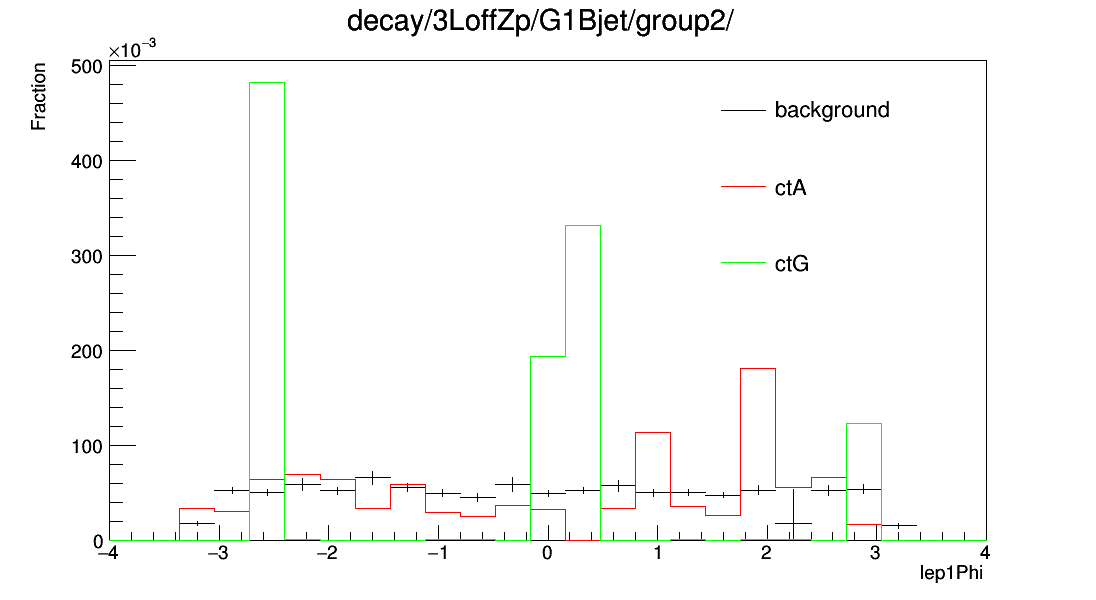 decay/3LoffZp/G1Bjet/group2/
×10⁻³
Fraction
500
400
300
200
100
0
background
ctA
ctG
−4 −3 −2 −1 0 1 2 3 4
lep1Phi